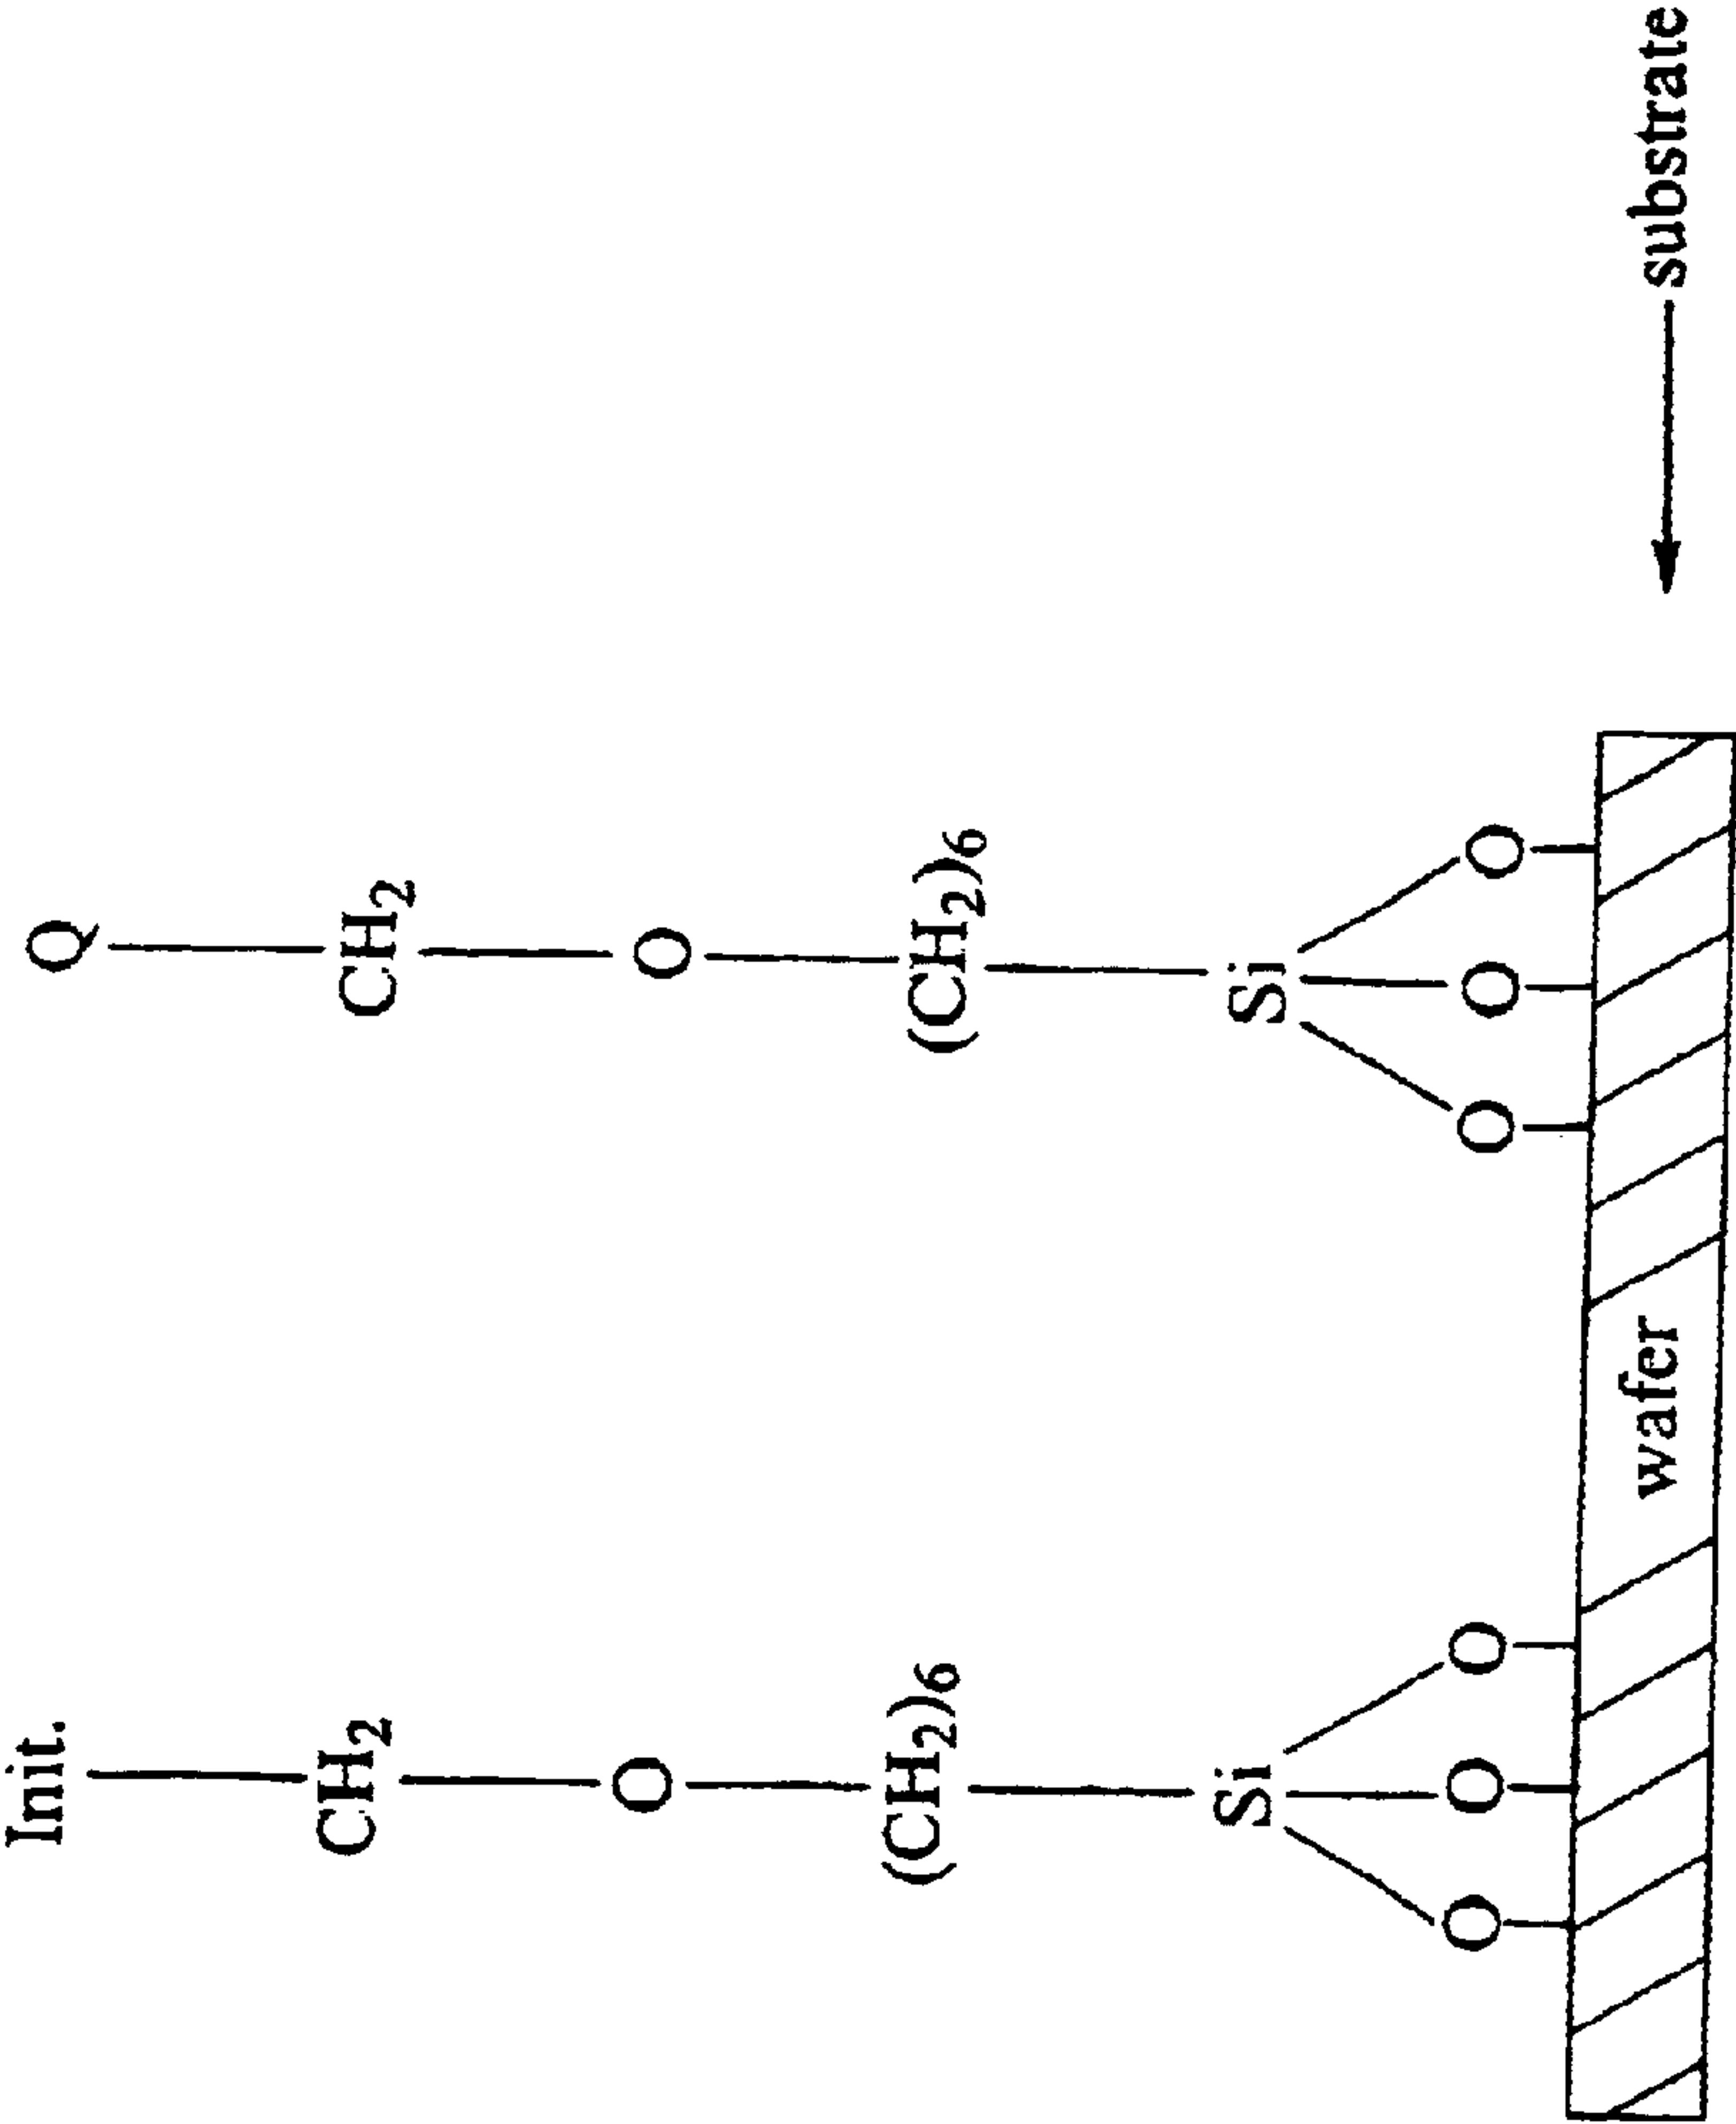 Init. Q
CH₂ CH₂
O O
(CH₂)₆ (CH₂)₆
Si Si
O O O O O O
wafer substrate